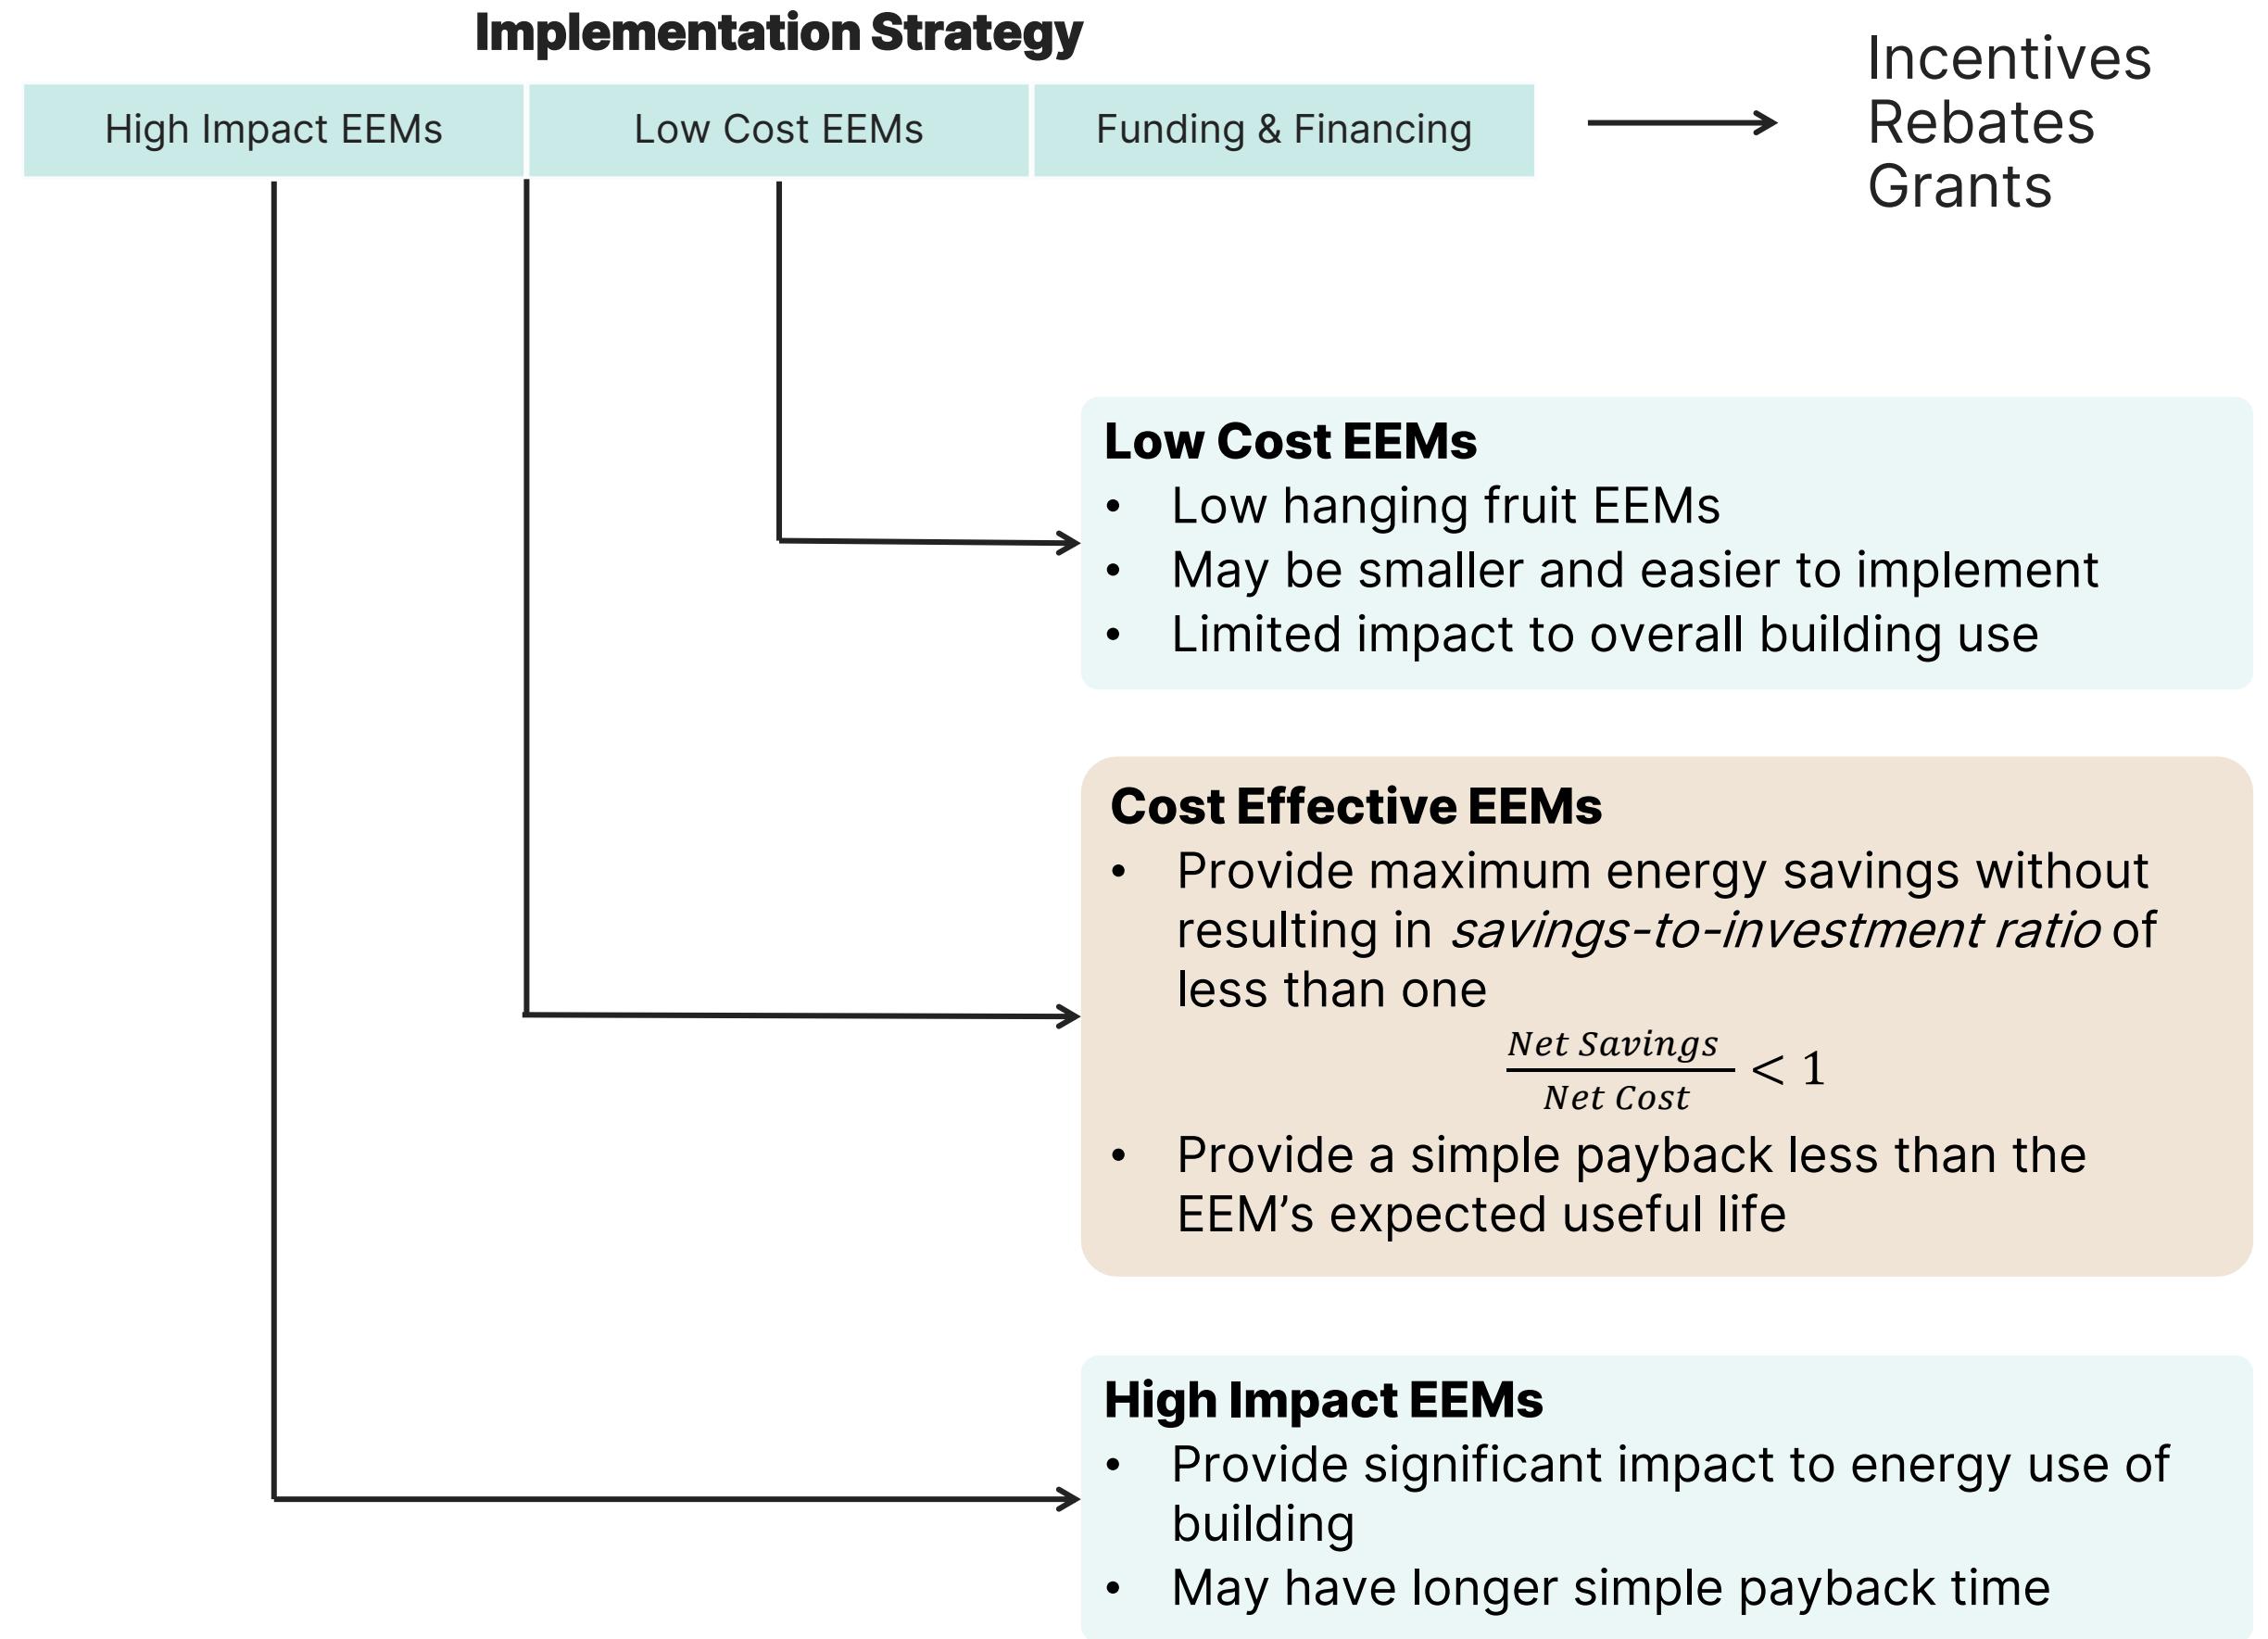 Implementation Strategy
High Impact EEMs
Low Cost EEMs
Funding & Financing
Incentives
Rebates
Grants
Low Cost EEMs
• Low hanging fruit EEMs
• May be smaller and easier to implement
• Limited impact to overall building use
Cost Effective EEMs
• Provide maximum energy savings without
resulting in savings-to-investment ratio of
less than one
Net Savings
Net Cost
< 1
• Provide a simple payback less than the
EEM’s expected useful life
High Impact EEMs
• Provide significant impact to energy use of
building
• May have longer simple payback time